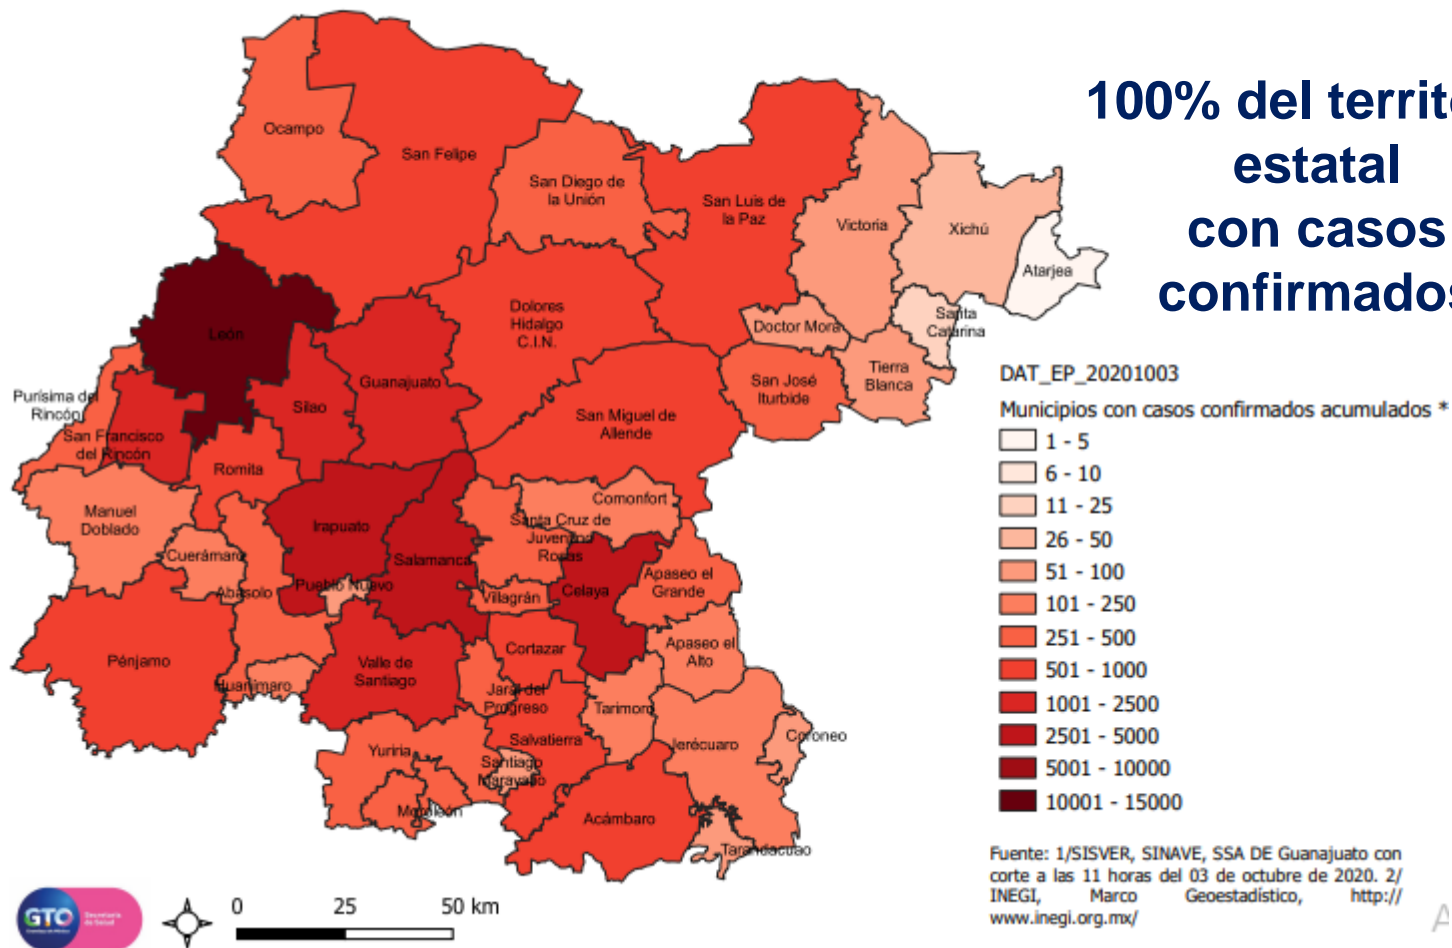 100% del territo
estatal
con casos
confirmados
Ocampo
San Felipe
San Diego de
la Unión
San Luis de
la Paz
Victoria
Xichú
Atarjea
León
Dolores
Hidalgo
C.I.N.
Doctor Mora
Santa
Catarina
Tierra
Blanca
Guanajuato
Silao
San José
Iturbide
Purísima del
Rincón
San Francisco
del Rincón
San Miguel de
Allende
Romita
Manuel
Doblado
Irapuato
Comonfort
Santa Cruz de
Juventino
Rosas
Cuerámaro
Salamanca
Abasolo
Pueblo Nuevo
Villagrán
Celaya
Apaseo el
Grande
Pénjamo
Huanímaro
Valle de
Santiago
Cortazar
Apaseo el
Alto
Jaral del
Progreso
Tarimoro
Salvatierra
Yuriria
Santiago
Maravatío
Jerécuaro
Coroneo
Moroleón
Acámbaro
Tarandacuao
DAT_EP_20201003
Municipios con casos confirmados acumulados *
1 - 5
6 - 10
11 - 25
26 - 50
51 - 100
101 - 250
251 - 500
501 - 1000
1001 - 2500
2501 - 5000
5001 - 10000
10001 - 15000
Fuente: 1/SISVER, SINAVE, SSA DE Guanajuato con
corte a las 11 horas del 03 de octubre de 2020. 2/
INEGI, Marco Geoestadístico, http://
www.inegi.org.mx/
GTO
Secretaría
de Salud
0 25 50 km
A